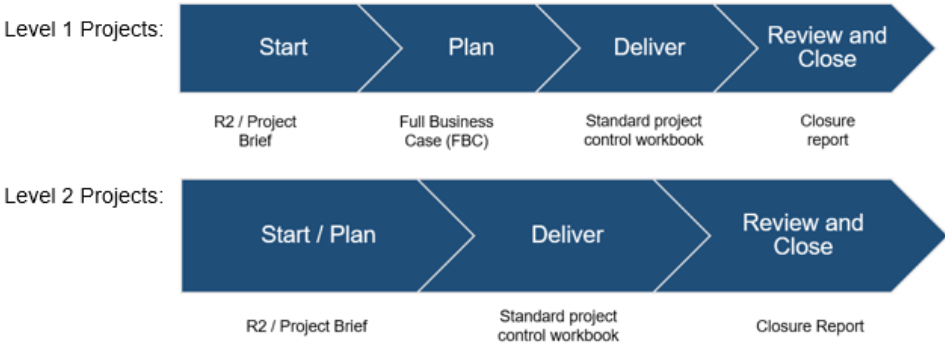 Level 1 Projects:
Start
Plan
Deliver
Review and
Close
R2 / Project
Brief
Full Business
Case (FBC)
Standard project
control workbook
Closure
report
Level 2 Projects:
Start / Plan
Deliver
Review and
Close
R2 / Project Brief
Standard project
control workbook
Closure Report